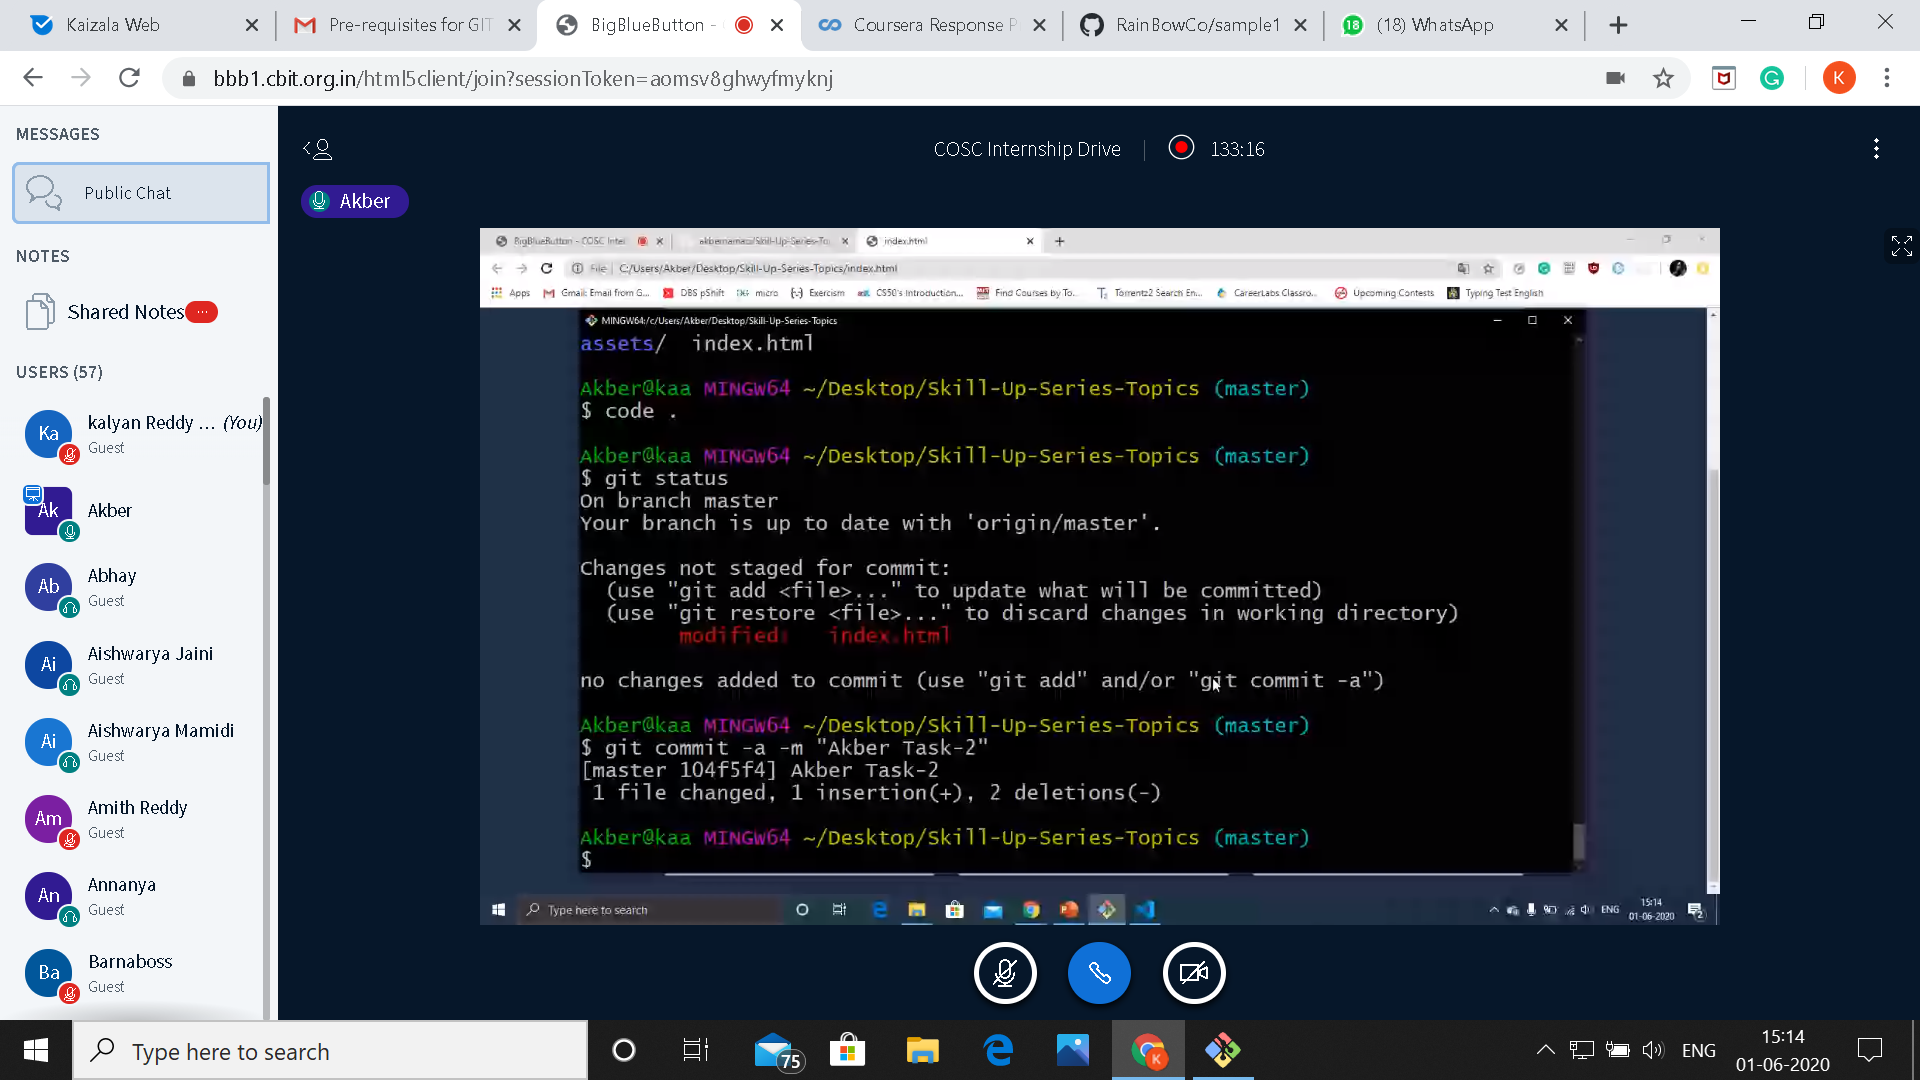 Kaizala Web
Pre-requisites for GIT
BigBlueButton -
Coursera Response P
RainBowCo/sample1
(18) WhatsApp
bbb1.cbit.org.in/html5client/join?sessionToken=aomsv8ghwyfmyknj
K
MESSAGES
Public Chat
NOTES
Shared Notes
USERS (57)
Ka
kalyan Reddy ... (You)
Guest
Ak
Akber
Ab
Abhay
Guest
Ai
Aishwarya Jaini
Guest
Ai
Aishwarya Mamidi
Guest
Am
Amith Reddy
Guest
An
Annanya
Guest
Ba
Barnaboss
Guest
COSC Internship Drive
133:16
Akber
BigBlueButton - COSC Inte
index.html
File | C:/Users/Akber/Desktop/Skill-Up-Series-Topics/index.html
Apps
Gmail: Email from G...
DBS pShift
micro
Exercism
CS50's Introduction...
Find Courses by To...
Torrentz2 Search En...
CareerLabs Classro...
Upcoming Contests
Typing Test English
MINGW64:/c/Users/Akber/Desktop/Skill-Up-Series-Topics
assets/  index.html
Akber@kaa MINGW64 ~/Desktop/Skill-Up-Series-Topics (master)
$ code .
Akber@kaa MINGW64 ~/Desktop/Skill-Up-Series-Topics (master)
$ git status
On branch master
Your branch is up to date with 'origin/master'.
Changes not staged for commit:
(use "git add <file>..." to update what will be committed)
(use "git restore <file>..." to discard changes in working directory)
modified:   index.html
no changes added to commit (use "git add" and/or "git commit -a")
Akber@kaa MINGW64 ~/Desktop/Skill-Up-Series-Topics (master)
$ git commit -a -m "Akber Task-2"
[master 104f5f4] Akber Task-2
1 file changed, 1 insertion(+), 2 deletions(-)
Akber@kaa MINGW64 ~/Desktop/Skill-Up-Series-Topics (master)
$
Type here to search
ENG
15:14
01-06-2020
Type here to search
75
K
ENG
15:14
01-06-2020